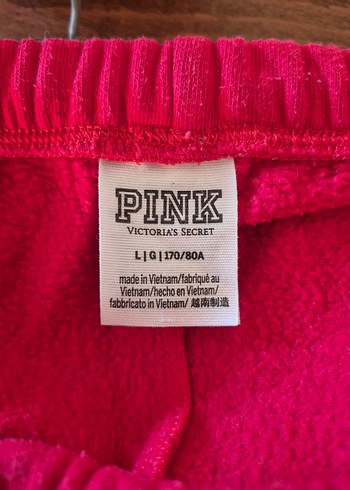 PINK
VICTORIA'S SECRET
L | G | 170/80A
made in Vietnam/fabriqué au
Vietnam/hecho en Vietnam/
fabbricato in Vietnam/ 越南制造